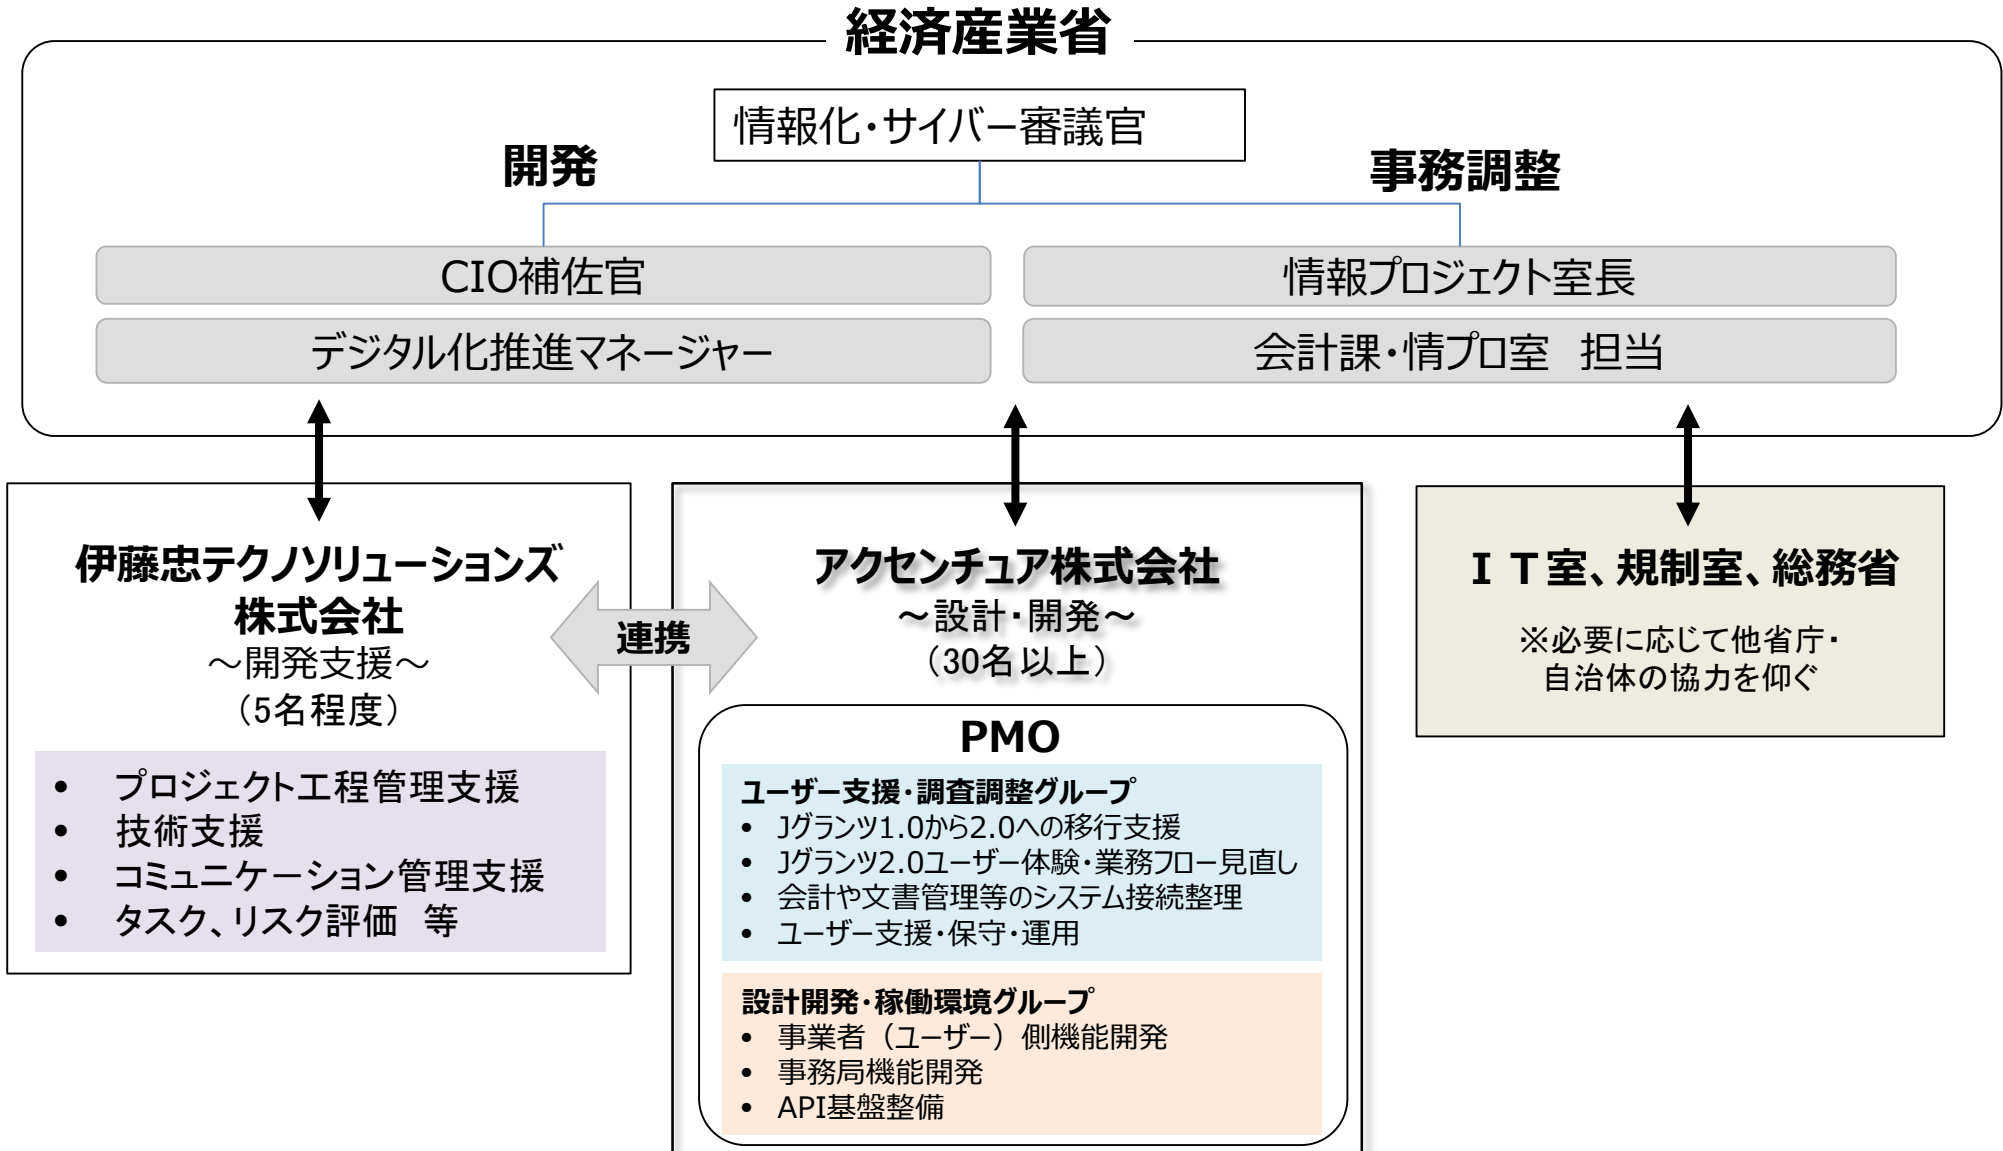 経済産業省
情報化・サイバー審議官
開発
事務調整
CIO補佐官
情報プロジェクト室長
デジタル化推進マネージャー
会計課・情プロ室　担当
伊藤忠テクノソリューションズ
株式会社
～開発支援～
（5名程度）
• プロジェクト工程管理支援
• 技術支援
• コミュニケーション管理支援
• タスク、リスク評価　等
連携
アクセンチュア株式会社
～設計・開発～
（30名以上）
PMO
ユーザー支援・調査調整グループ
• Jグランツ1.0から2.0への移行支援
• Jグランツ2.0ユーザー体験・業務フロー見直し
• 会計や文書管理等のシステム接続整理
• ユーザー支援・保守・運用
設計開発・稼働環境グループ
• 事業者（ユーザー）側機能開発
• 事務局機能開発
• API基盤整備
ＩＴ室、規制室、総務省
※必要に応じて他省庁・
自治体の協力を仰ぐ